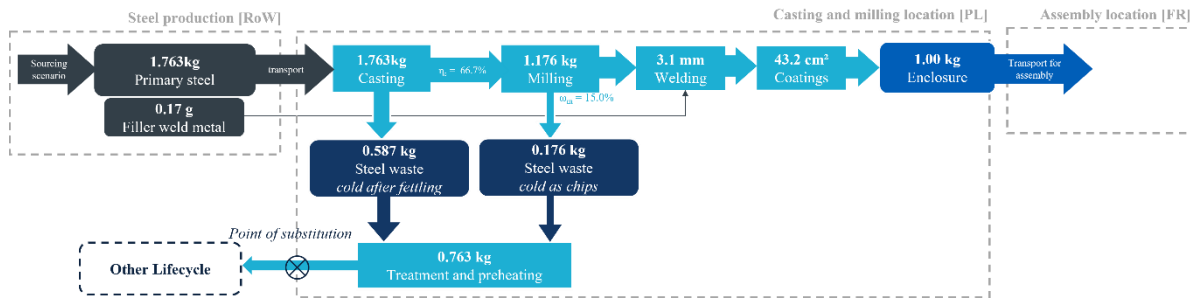 Steel production [RoW]
Casting and milling location [PL]
Assembly location [FR]
Sourcing
scenario
1.763kg
Primary steel
transport
1.763kg
Casting
ηc = 66.7%
1.176 kg
Milling
3.1 mm
Welding
43.2 cm²
Coatings
1,00 kg
Enclosure
Transport for
assembly
0.17 g
Filler weld metal
ωm = 15.0%
0.587 kg
Steel waste
cold after fettling
0.176 kg
Steel waste
cold as chips
Point of substitution
Other Lifecycle
0.763 kg
Treatment and preheating